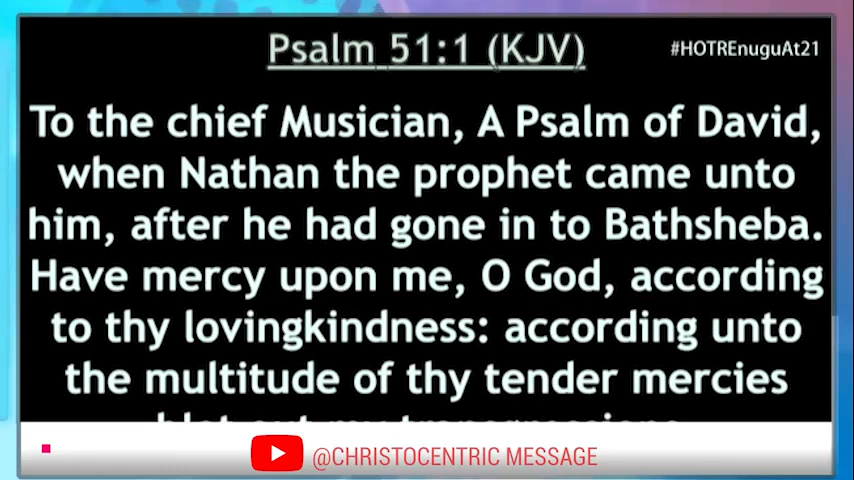 Psalm 51:1 (KJV)
#HOTREnuguAt21
To the chief Musician, A Psalm of David,
when Nathan the prophet came unto
him, after he had gone in to Bathsheba.
Have mercy upon me, O God, according
to thy lovingkindness: according unto
the multitude of thy tender mercies
@CHRISTOCENTRIC MESSAGE